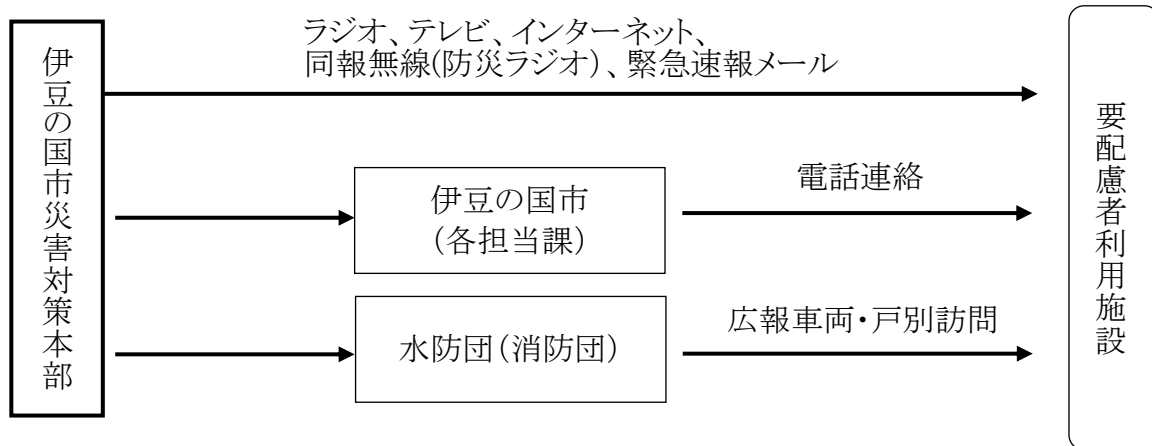 伊豆の国市災害対策本部
ラジオ、テレビ、インターネット、
同報無線(防災ラジオ)、緊急速報メール
伊豆の国市
(各担当課)
電話連絡
水防団(消防団)
広報車両・戸別訪問
要配慮者利用施設